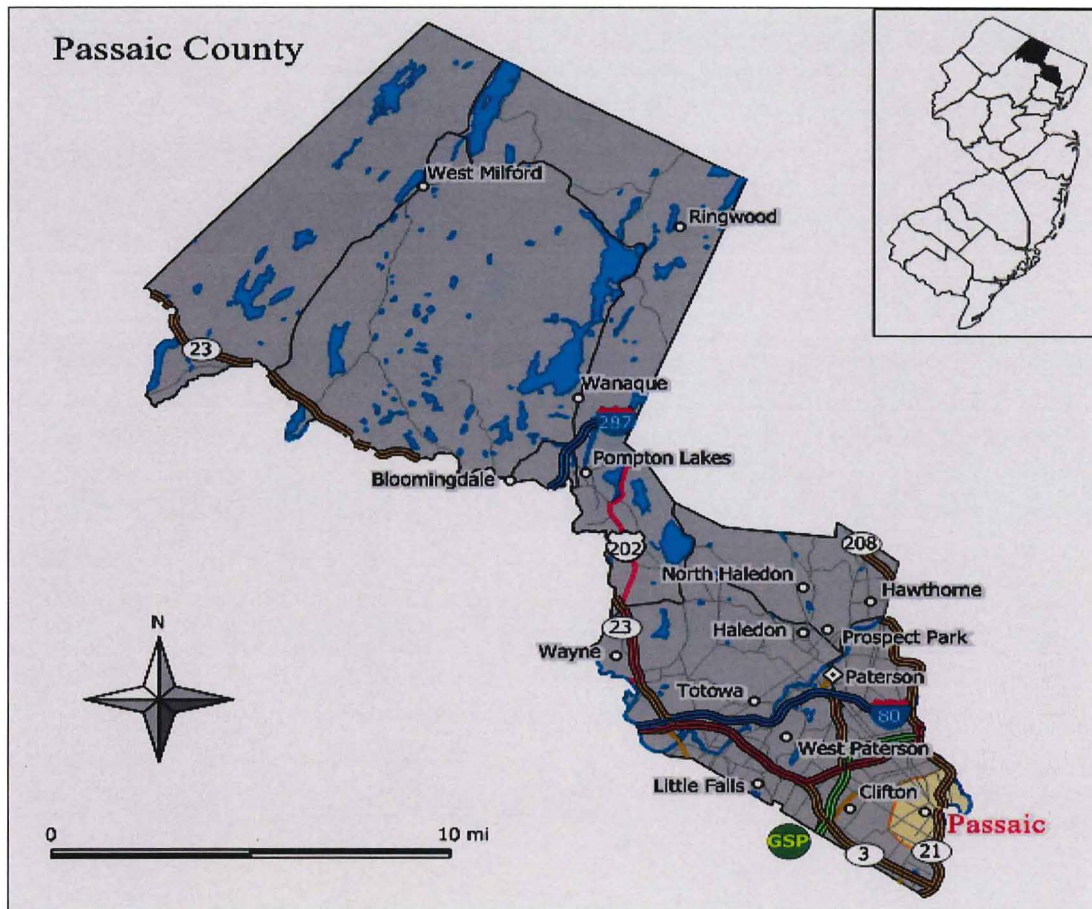 Passaic County
West Milford
Ringwood
23
Wanaque
287
Pompton Lakes
Bloomingdale
202
208
North Haledon
Hawthorne
23
Haledon
Prospect Park
Wayne
Paterson
Totowa
80
West Paterson
Little Falls
Clifton
Passaic
GSP
3
21
N
0
10 mi